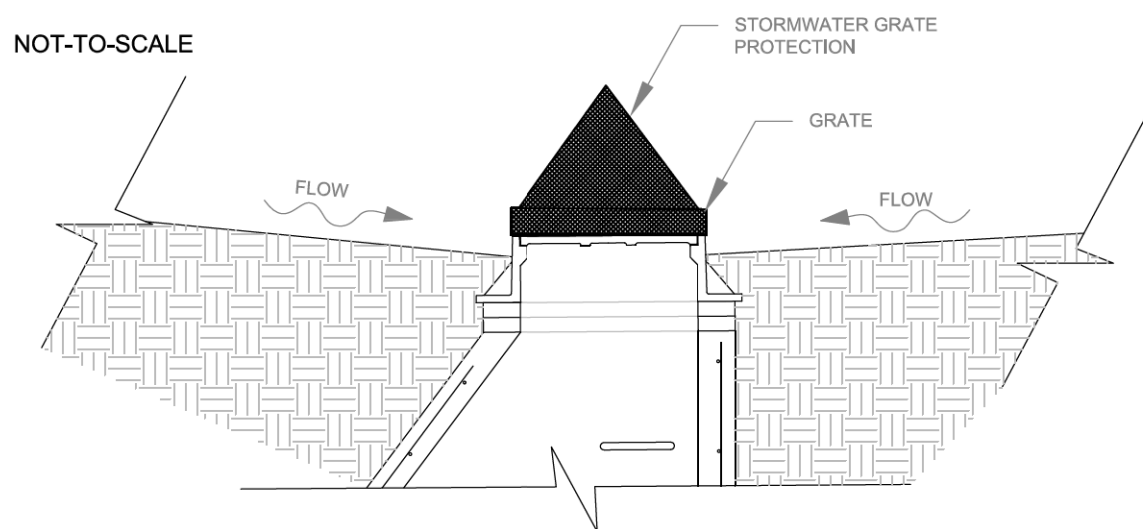 NOT-TO-SCALE
STORMWATER GRATE
PROTECTION
GRATE
FLOW
FLOW